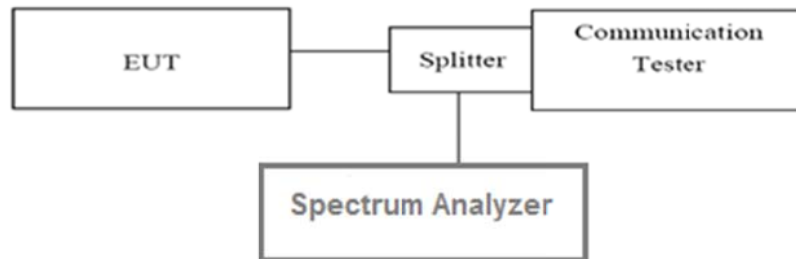 EUT
Splitter
Communication
Tester
Spectrum Analyzer